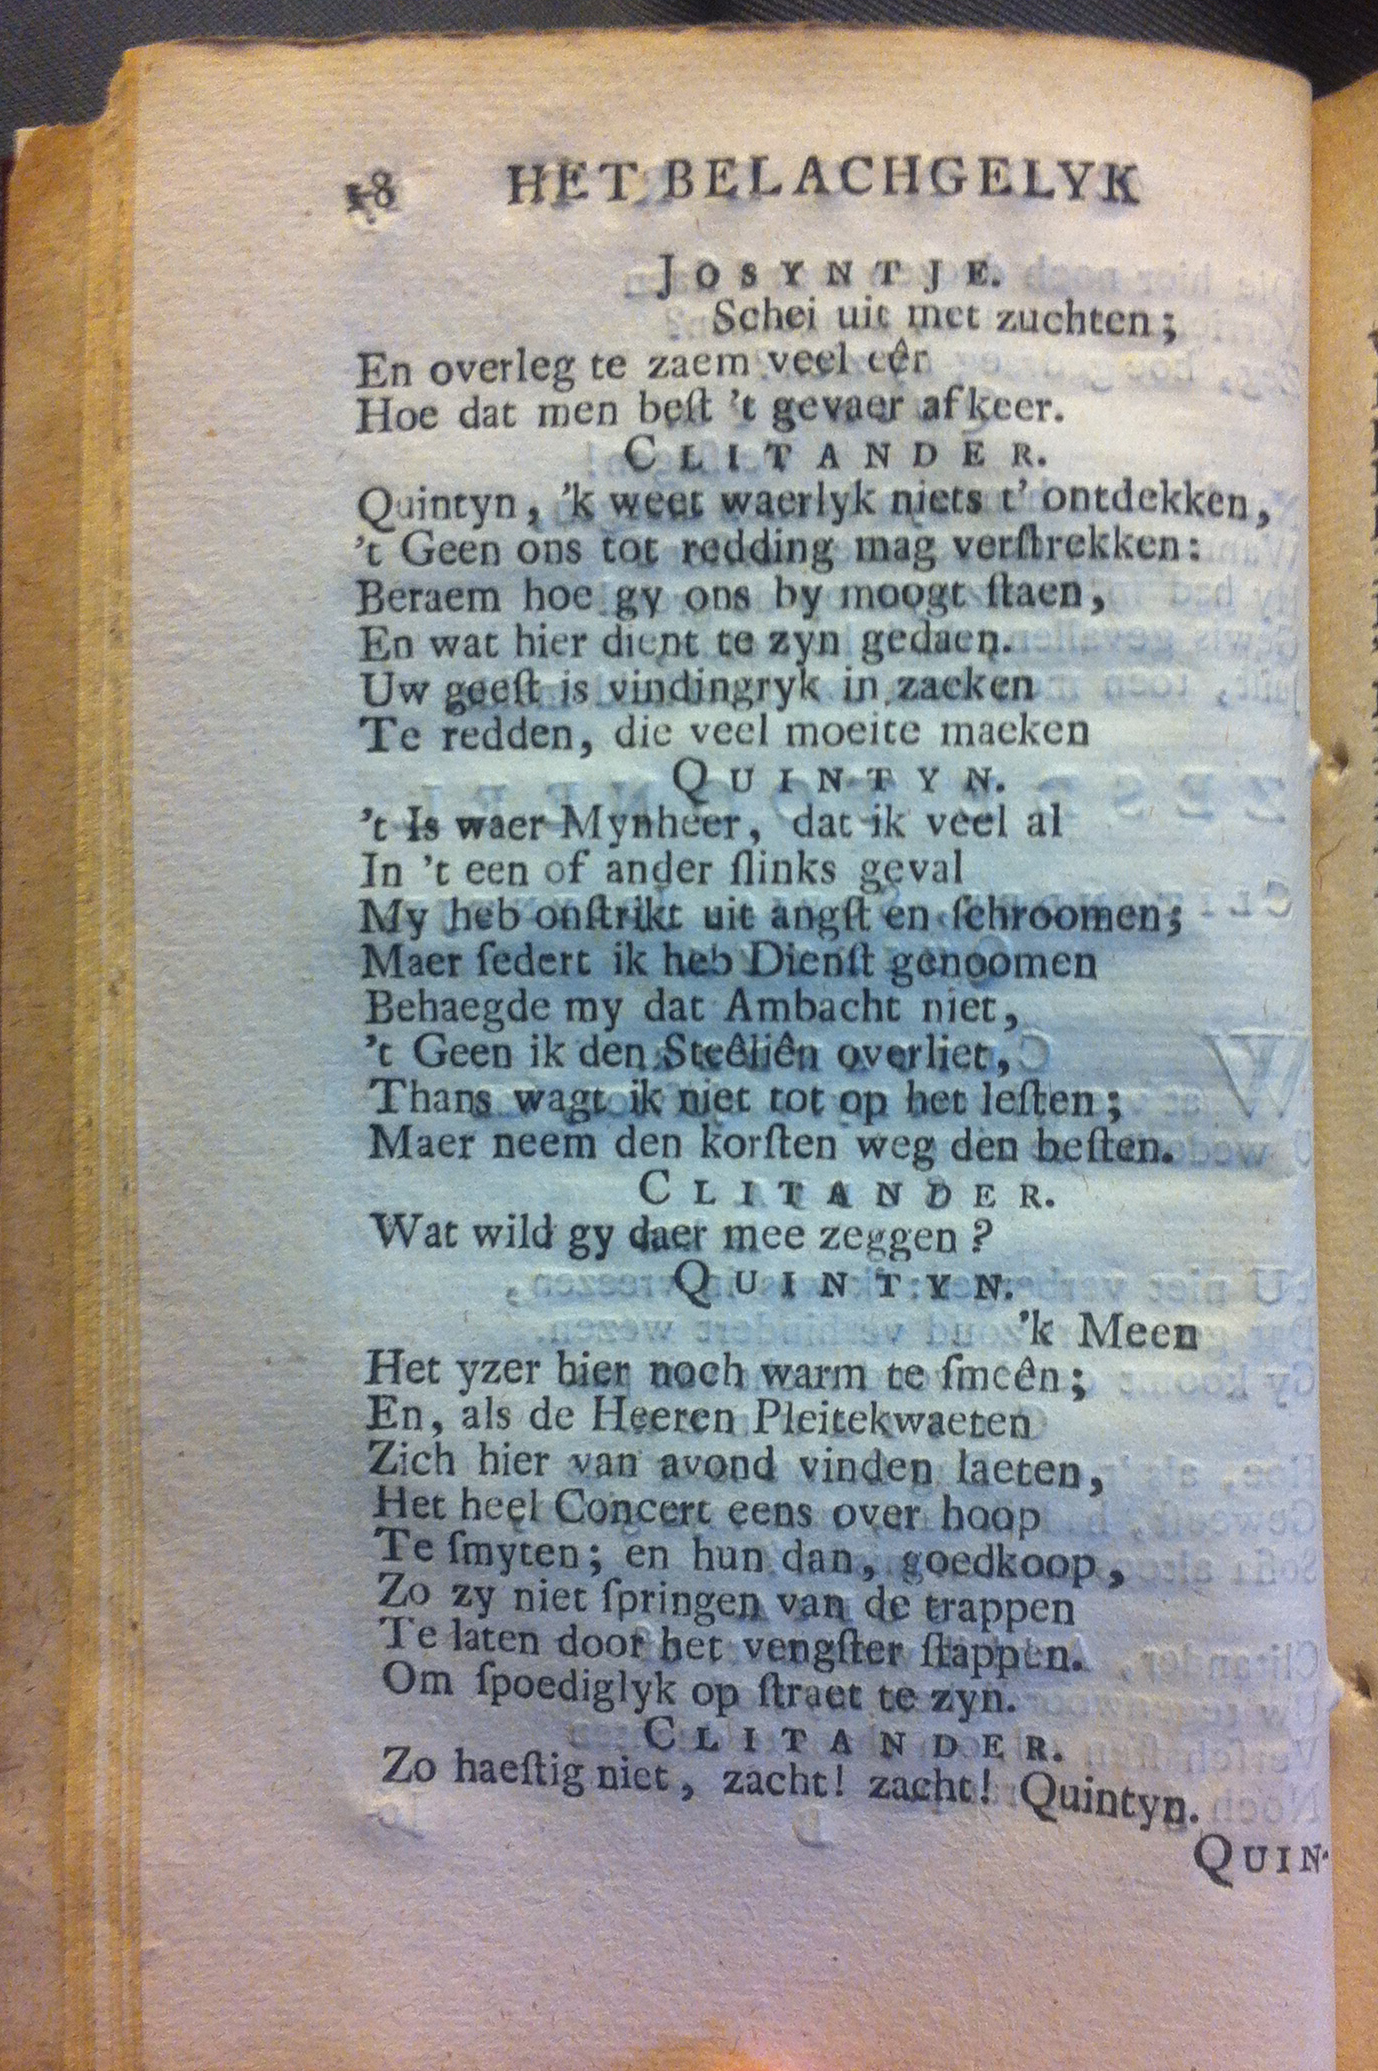 18 HET BELACHGELYK
JOSYNTJE.
Schei uit met zuchten;
En overleg te zaem veel eêr
Hoe dat men beſt 't gevaer afkeer.
CLITANDER.
Quintyn, 'k weet waerlyk niets t' ontdekken,
't Geen ons tot redding mag verſtrekken:
Beraem hoe gy ons by moogt ſtaen,
En wat hier dient te zyn gedaen.
Uw geeſt is vindingryk in zaeken
Te redden, die veel moeite maeken
QUINTYN.
't Is waer Mynheer, dat ik veel al
In 't een of ander ſlinks geval
My heb onſtrikt uit angſt en ſchroomen;
Maer ſedert ik heb Dienſt genoomen
Behaegde my dat Ambacht niet,
't Geen ik den Steêliên overliet,
Thans wagt ik niet tot op het leſten;
Maer neem den korſten weg den beſten.
CLITANDER.
Wat wild gy daer mee zeggen?
QUINTYN.
'k Meen
Het yzer hier noch warm te ſmeên;
En, als de Heeren Pleitekwaeten
Zich hier van avond vinden laeten,
Het heel Concert eens over hoop
Te ſmyten; en hun dan, goedkoop,
Zo zy niet ſpringen van de trappen
Te laten door het vengſter ſtappen.
Om ſpoediglyk op ſtraet te zyn.
CLITANDER.
Zo haeſtig niet, zacht! zacht! Quintyn.
QUIN-